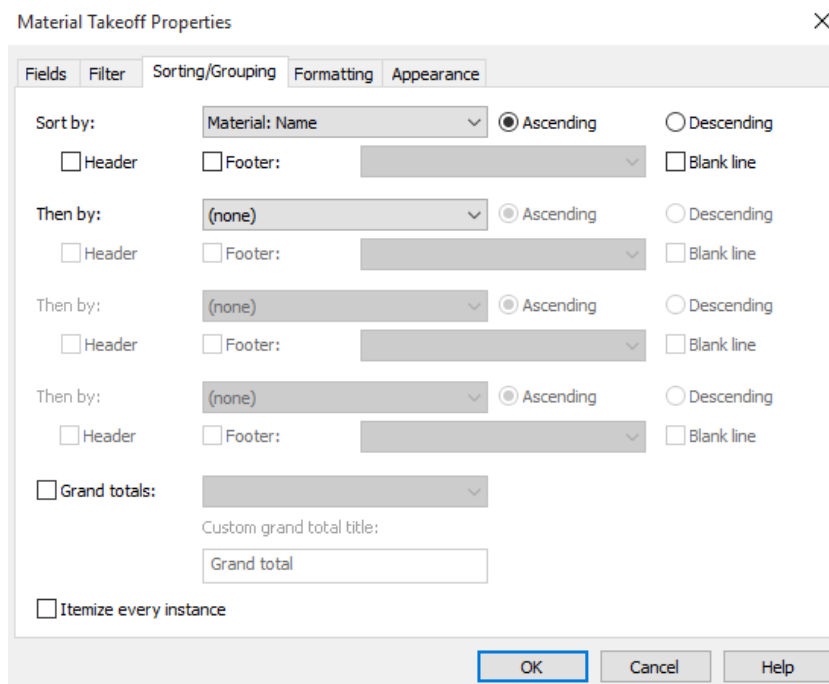 Material Takeoff Properties
Fields Filter Sorting/Grouping Formatting Appearance
Sort by: Material: Name Ascending Descending
Header Footer: Blank line
Then by: (none) Ascending Descending
Header Footer: Blank line
Then by: (none) Ascending Descending
Header Footer: Blank line
Then by: (none) Ascending Descending
Header Footer: Blank line
Grand totals:
Custom grand total title:
Grand total
Itemize every instance
OK Cancel Help